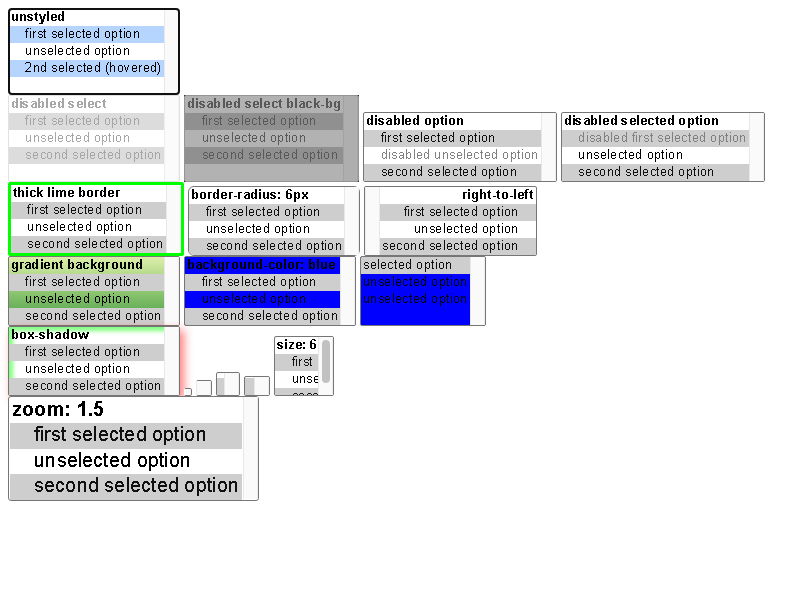 unstyled
first selected option
unselected option
2nd selected (hovered)
disabled select
first selected option
unselected option
second selected option
disabled select black-bg
first selected option
unselected option
second selected option
disabled option
first selected option
disabled unselected option
second selected option
disabled selected option
disabled first selected option
unselected option
second selected option
thick lime border
first selected option
unselected option
second selected option
border-radius: 6px
first selected option
unselected option
second selected option
right-to-left
first selected option
unselected option
second selected option
gradient background
first selected option
unselected option
second selected option
background-color: blue
first selected option
unselected option
second selected option
selected option
unselected option
unselected option
box-shadow
first selected option
unselected option
second selected option
size: 6
first
unse
zoom: 1.5
first selected option
unselected option
second selected option